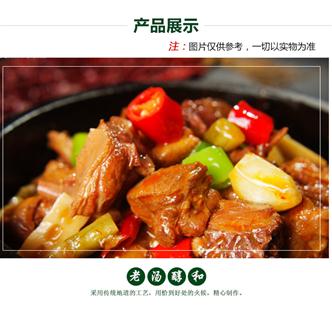 产品展示
注：图片仅供参考，一切以实物为准
老汤醇和
采用传统地道的工艺，用恰到好处的火候，精心制作。